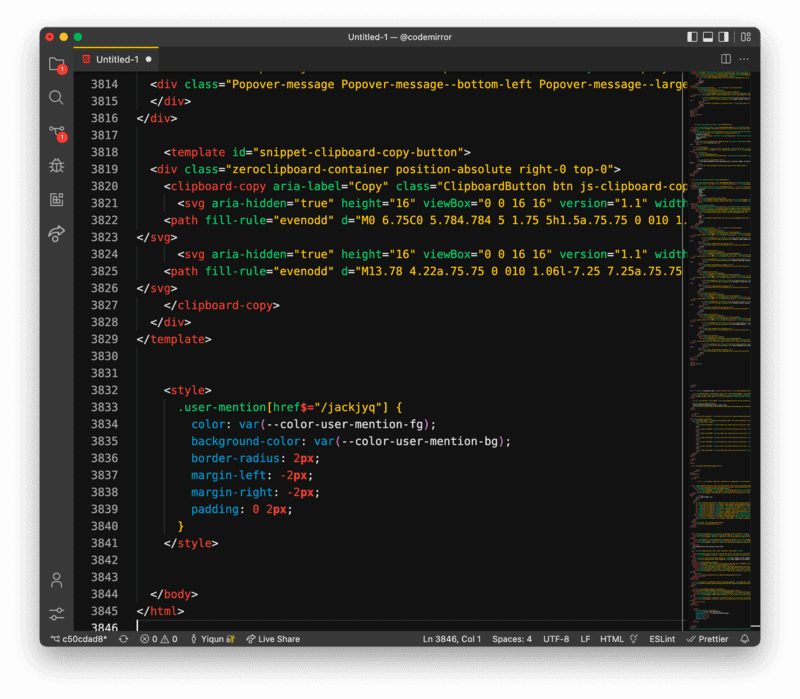 Untitled-1 — @codemirror
Untitled-1
1
1
3814 <div class="Popover-message Popover-message--bottom-left Popover-message--large
3815 </div>
3816 </div>
3817
3818 <template id="snippet-clipboard-copy-button">
3819 <div class="zeroclipboard-container position-absolute right-0 top-0">
3820 <clipboard-copy aria-label="Copy" class="ClipboardButton btn js-clipboard-cop
3821 <svg aria-hidden="true" height="16" viewBox="0 0 16 16" version="1.1" width
3822 <path fill-rule="evenodd" d="M0 6.75C0 5.784.784 5 1.75 5h1.5a.75.75 0 010 1.
3823 </svg>
3824 <svg aria-hidden="true" height="16" viewBox="0 0 16 16" version="1.1" width
3825 <path fill-rule="evenodd" d="M13.78 4.22a.75.75 0 010 1.06l-7.25 7.25a.75.75
3826 </svg>
3827 </clipboard-copy>
3828 </div>
3829 </template>
3830
3831
3832 <style>
3833 .user-mention[href$="/jackjyq"] {
3834 color: var(--color-user-mention-fg);
3835 background-color: var(--color-user-mention-bg);
3836 border-radius: 2px;
3837 margin-left: -2px;
3838 margin-right: -2px;
3839 padding: 0 2px;
3840 }
3841 </style>
3842
3843
3844 </body>
3845 </html>
3846
c50cdad8* 0 0 Yiqun Live Share Ln 3846, Col 1 Spaces: 4 UTF-8 LF HTML ESLint Prettier